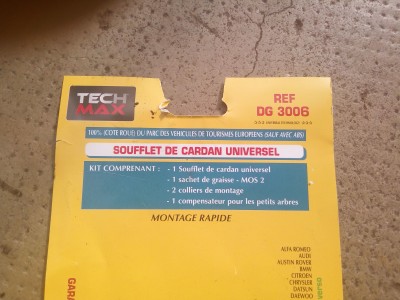 TECH
MAX
REF
DG 3006
100% (COTE ROUE) DU PARC DES VEHICULES DE TOURISMES EUROPEENS (SAUF AVEC ABS)
SOUFFLET DE CARDAN UNIVERSEL
KIT COMPRENANT : - 1 Soufflet de cardan universel
- 1 sachet de graisse - MOS 2
- 2 colliers de montage
- 1 compensateur pour les petits arbres
MONTAGE RAPIDE
ALFA ROMEO
AUDI
AUSTIN ROVER
BMW
CITROEN
CHRYSLER
DATSUN
DAEWOO